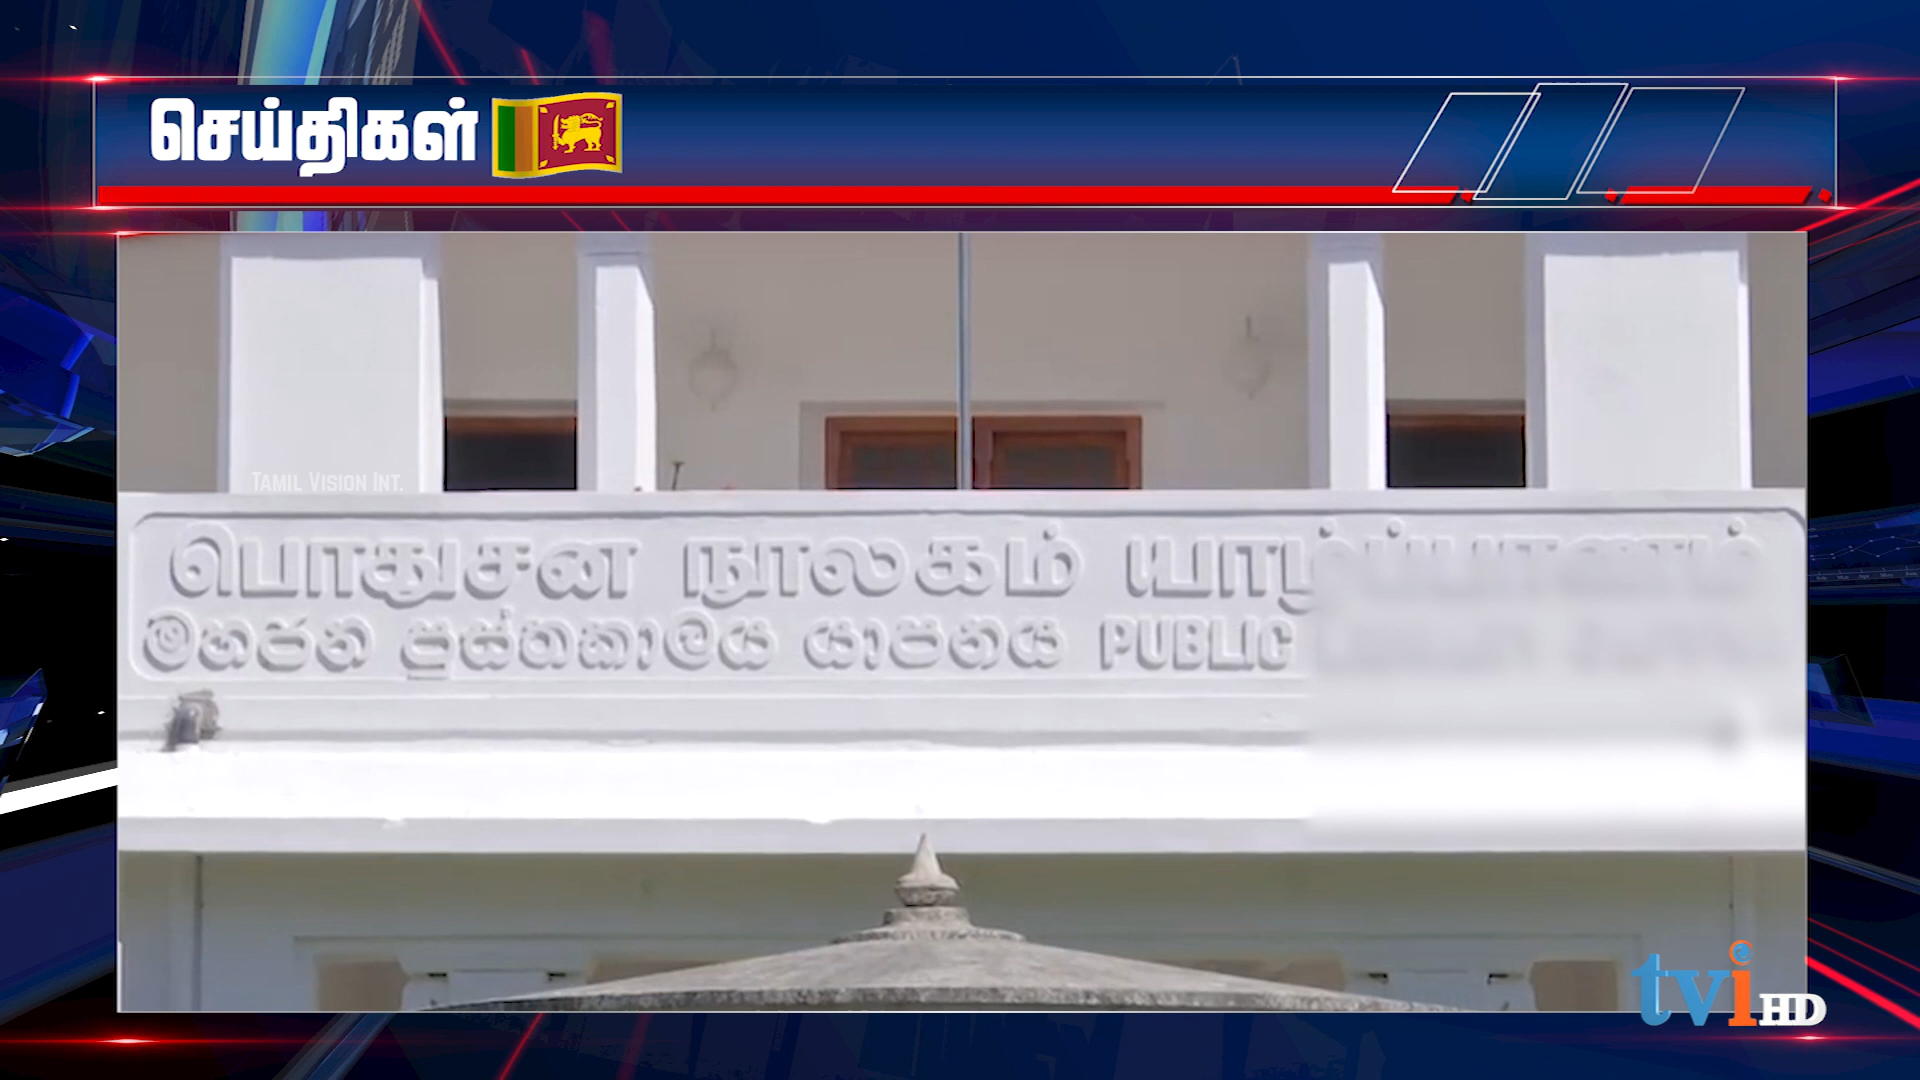 செய்திகள்
TAMIL VISION INT.
பொதுசன நூலகம்
මහජන පුස්තකාලය යාපනය PUBLIC
tvi HD